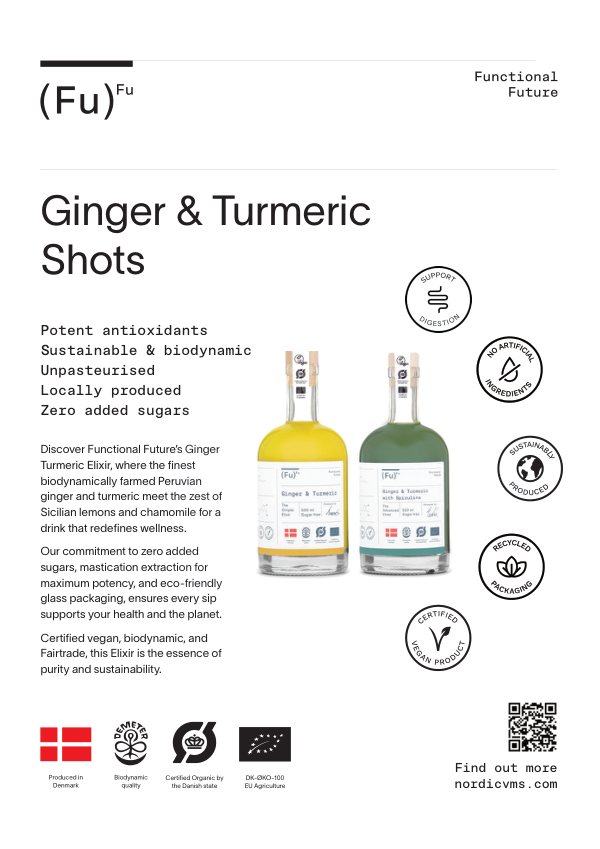 (Fu)Fu
Functional
Future
Ginger & Turmeric
Shots
Potent antioxidants
Sustainable & biodynamic
Unpasteurised
Locally produced
Zero added sugars
Discover Functional Future's Ginger
Turmeric Elixir, where the finest
biodynamically farmed Peruvian
ginger and turmeric meet the zest of
Sicilian lemons and chamomile for a
drink that redefines wellness.
Our commitment to zero added
sugars, mastication extraction for
maximum potency, and eco-friendly
glass packaging, ensures every sip
supports your health and the planet.
Certified vegan, biodynamic, and
Fairtrade, this Elixir is the essence of
purity and sustainability.
(Fu)Fu
Ginger & Turmeric
(Fu)Fu
Ginger & Turmeric
with Spirulina
SUPPORT
DIGESTION
NO ARTIFICIAL
INGREDIENTS
SUSTAINABLY
PRODUCED
RECYCLED
PACKAGING
CERTIFIED
VEGAN PRODUCT
DEMETER
Produced in
Denmark
Biodynamic
quality
Certified Organic by
the Danish state
DK-ØKO-100
EU Agriculture
Find out more
nordicvms.com